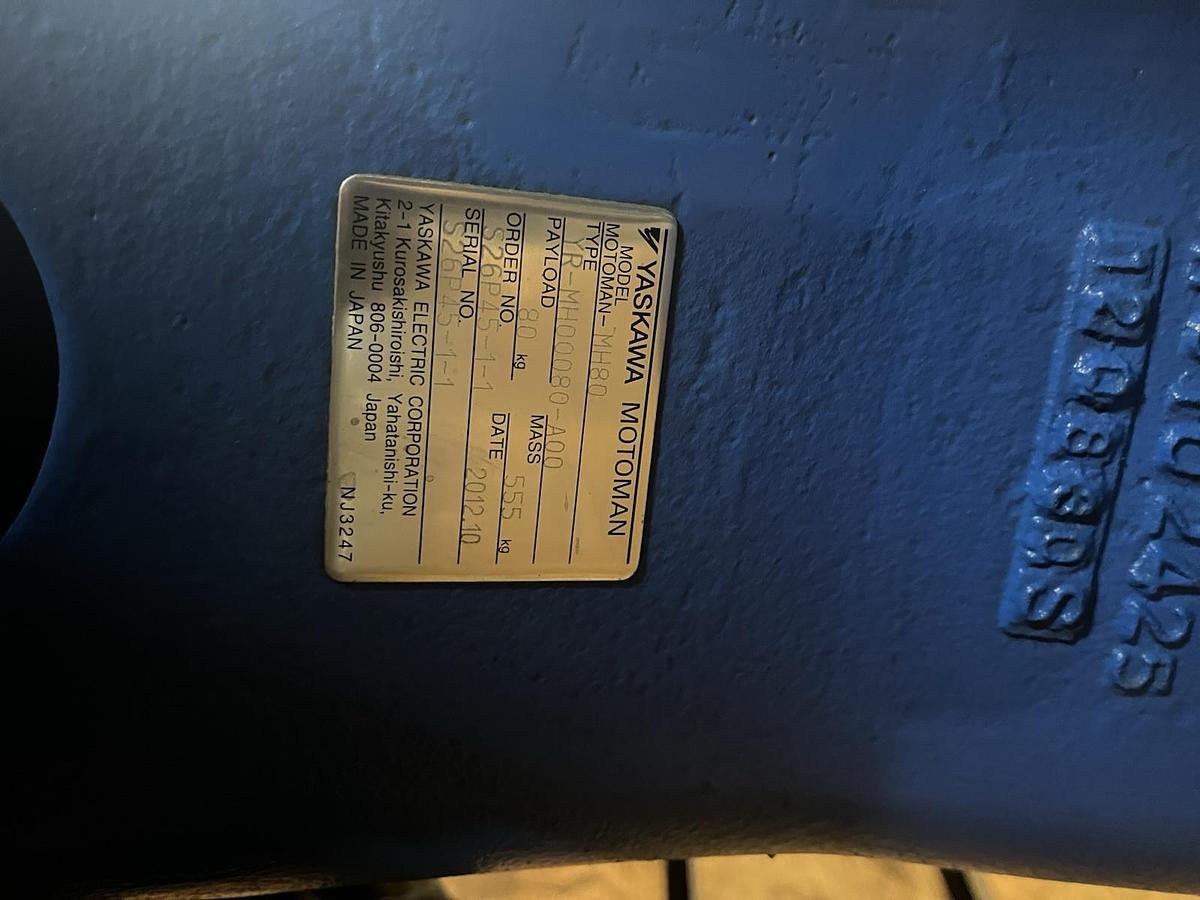 YASKAWA MOTOMAN
MODEL
MOTOMAN-MH80
TYPE
YR-MH00080-A00
PAYLOAD 80 kg MASS 555 kg
ORDER NO. S26P45-1-1 DATE 2012.10
SERIAL NO. S26P45-1-1
YASKAWA ELECTRIC CORPORATION
2-1 Kurosakishiroishi, Yahatanishi-ku,
Kitakyushu 806-0004 Japan
MADE IN JAPAN NJ3247